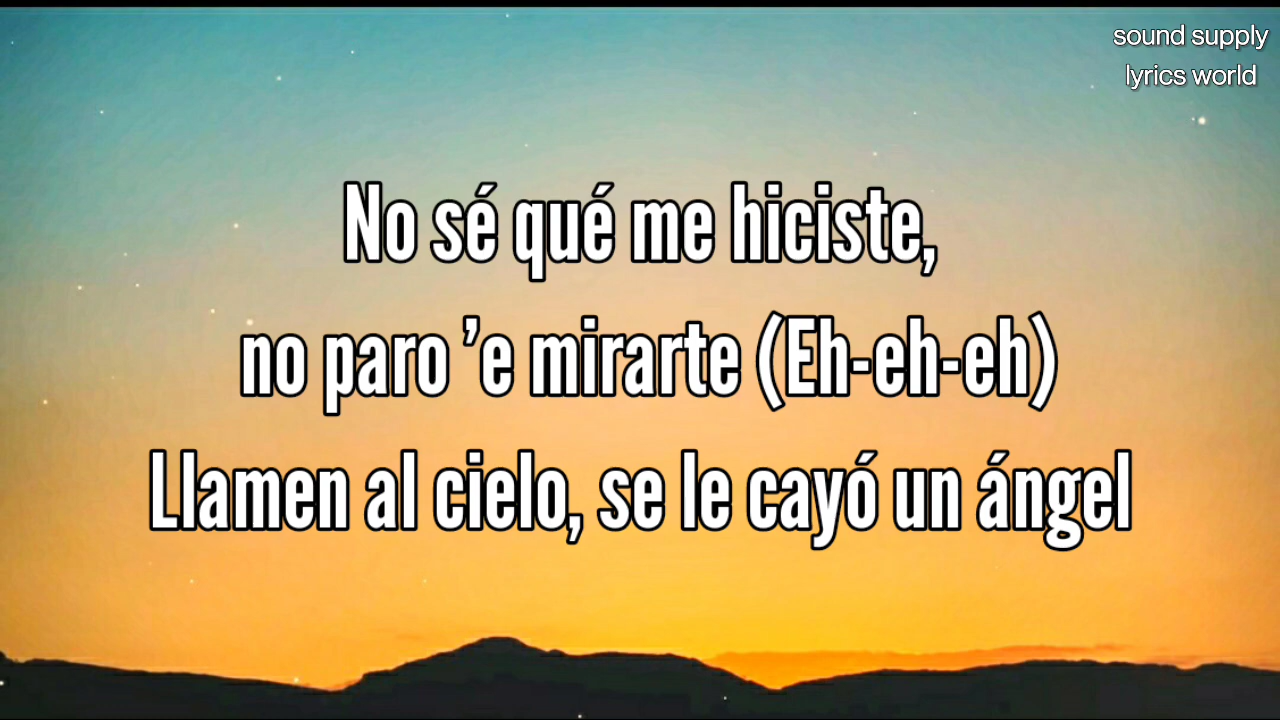 sound supply
lyrics world
No sé qué me hiciste,
no paro ’e mirarte (Eh-eh-eh)
Llamen al cielo, se le cayó un ángel